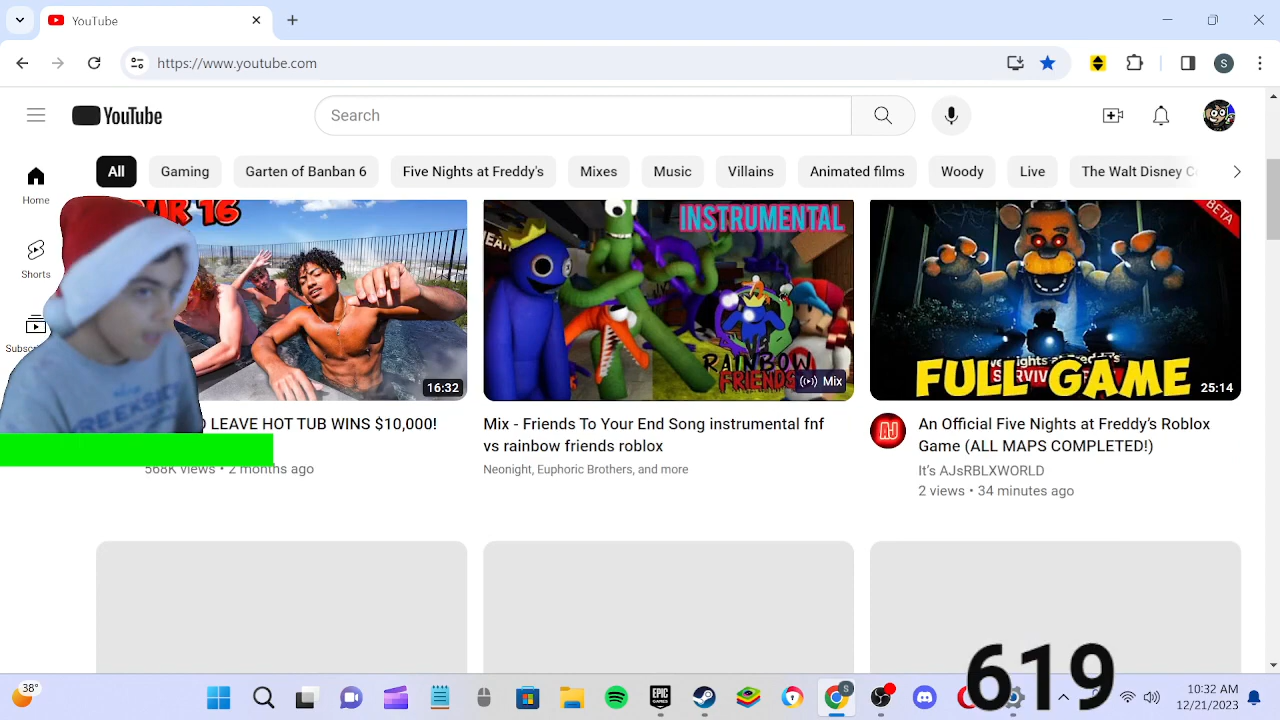 YouTube
https://www.youtube.com
S
YouTube
Search
All
Gaming
Garten of Banban 6
Five Nights at Freddy's
Mixes
Music
Villains
Animated films
Woody
Live
The Walt Disney
Home
Shorts
16
16:32
INSTRUMENTAL
RAINBOW
FRIENDS
Mix
BETA
FULL GAME
25:14
LEAVE HOT TUB WINS $10,000!
568K views • 2 months ago
Mix - Friends To Your End Song instrumental fnf
vs rainbow friends roblox
Neonight, Euphoric Brothers, and more
AJ
An Official Five Nights at Freddy's Roblox
Game (ALL MAPS COMPLETED!)
It's AJsRBLXWORLD
2 views • 34 minutes ago
619
38°
EPIC
GAMES
S
10:32 AM
12/21/2023